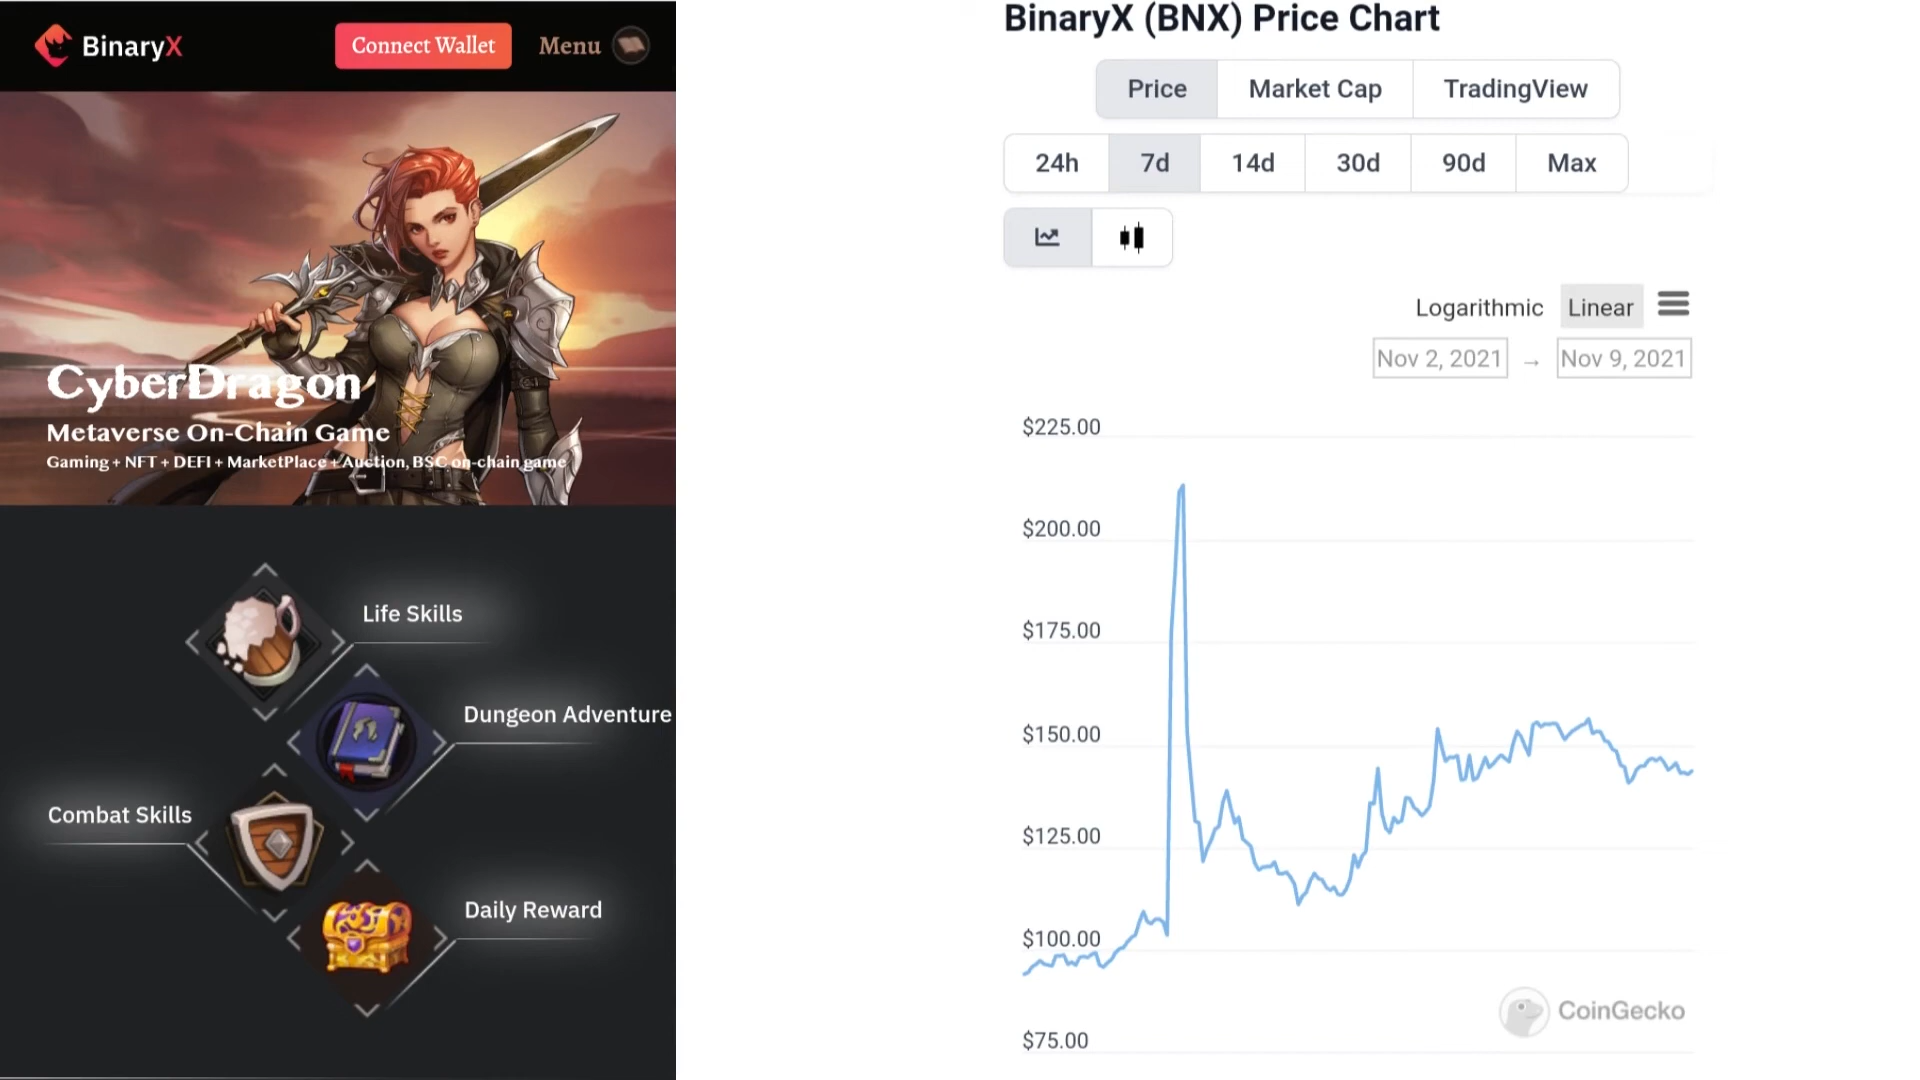 BinaryX
Connect Wallet
Menu
CyberDragon
Metaverse On-Chain Game
Gaming + NFT + DEFI + MarketPlace + Auction, BSC on-chain game
Life Skills
Dungeon Adventure
Combat Skills
Daily Reward
BinaryX (BNX) Price Chart
Price Market Cap TradingView
24h 7d 14d 30d 90d Max
Logarithmic Linear
Nov 2, 2021 → Nov 9, 2021
$225.00
$200.00
$175.00
$150.00
$125.00
$100.00
CoinGecko
$75.00